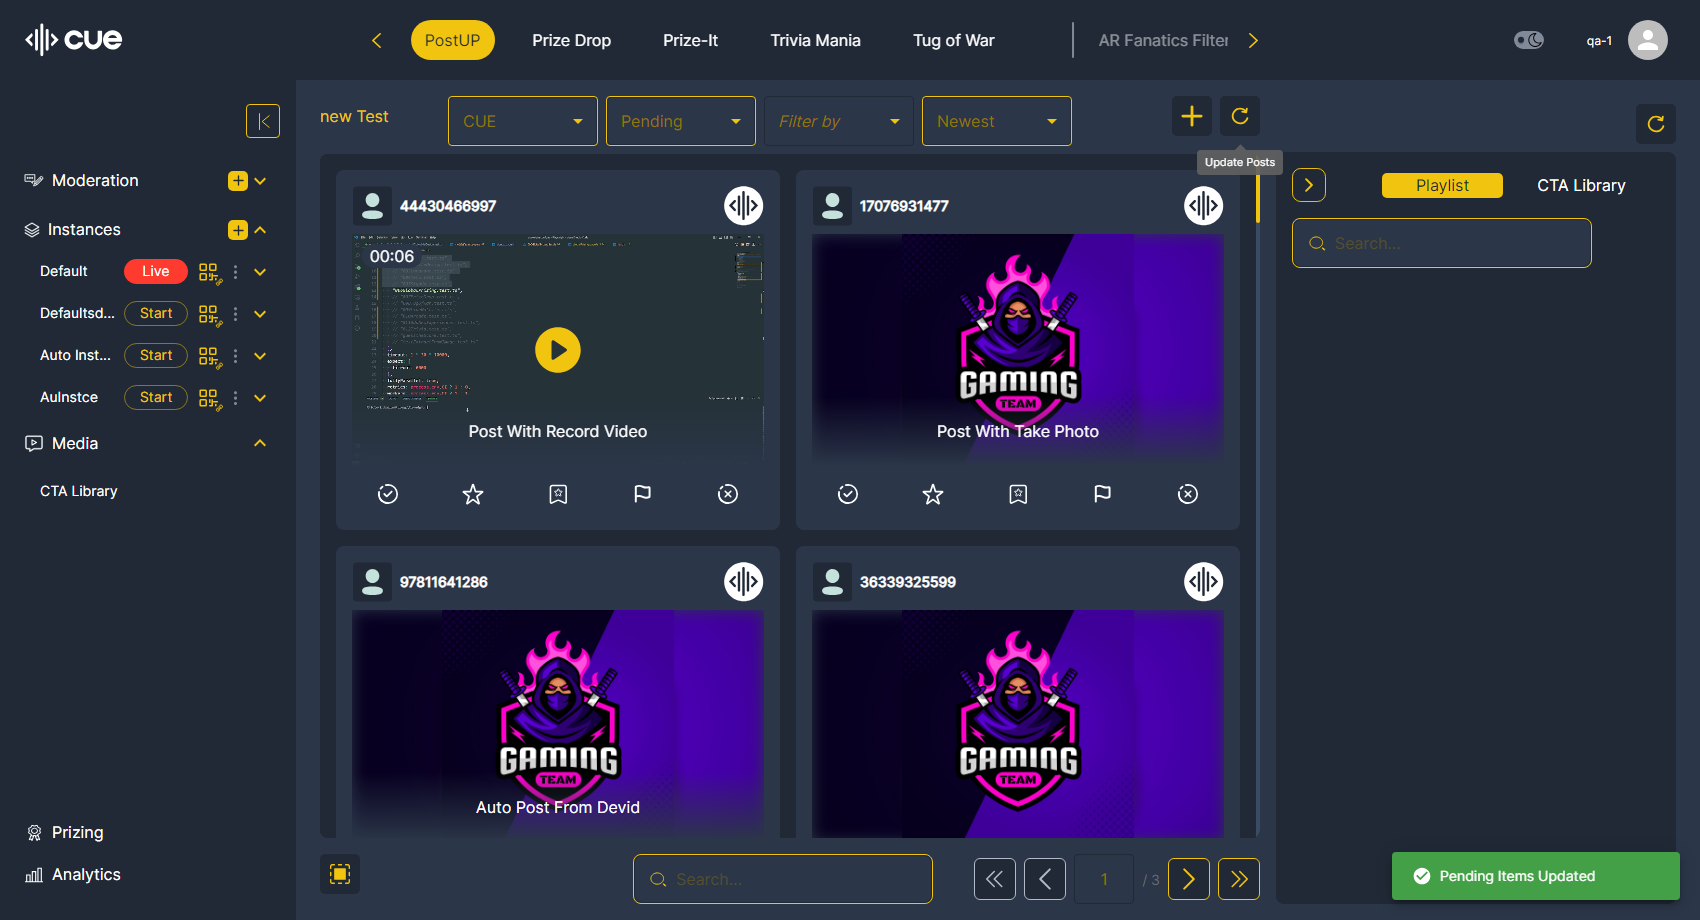 cue
PostUP
Prize Drop
Prize-It
Trivia Mania
Tug of War
AR Fanatics Filter
qa-1
new Test
CUE
Pending
Filter by
Newest
Update Posts
Moderation
Instances
Default
Live
Defaultsd...
Start
Auto Inst...
Start
AuInstce
Start
Media
CTA Library
Prizing
Analytics
44430466997
00:06
Post With Record Video
17076931477
GAMING
TEAM
Post With Take Photo
97811641286
GAMING
TEAM
Auto Post From Devid
36339325599
GAMING
TEAM
Playlist
CTA Library
Search...
Search...
1
/ 3
Pending Items Updated